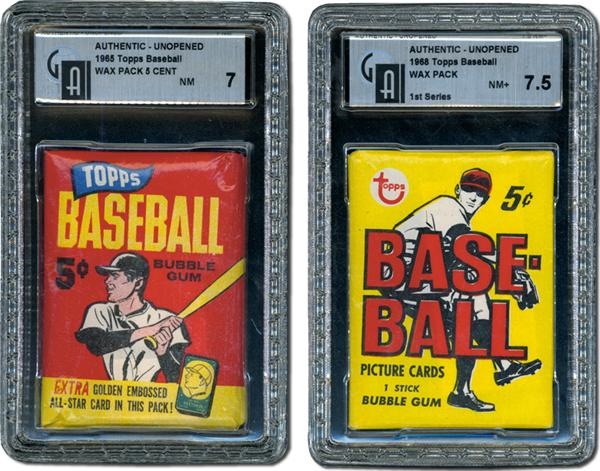 GAI
AUTHENTIC - UNOPENED
1965 Topps Baseball
WAX PACK 5 CENT
NM 7
TOPPS
BASEBALL
5¢
BUBBLE
GUM
EXTRA GOLDEN EMBOSSED
ALL-STAR CARD IN THIS PACK!
GAI
AUTHENTIC - UNOPENED
1968 Topps Baseball
WAX PACK
1st Series
NM+ 7.5
topps
5¢
BASE-
BALL
PICTURE CARDS
1 STICK
BUBBLE GUM